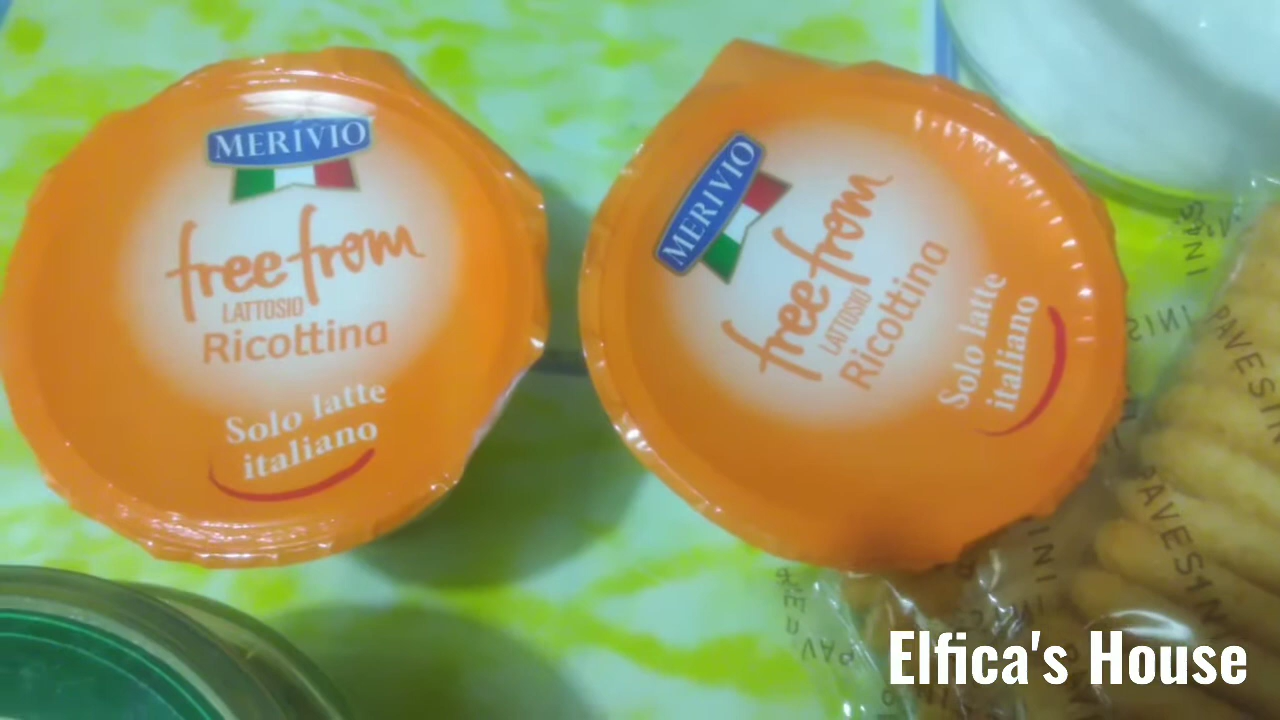 MERIVIO
free from
LATTOSIO
Ricottina
Solo latte
italiano
MERIVIO
free from
LATTOSIO
Ricottina
Solo latte
italiano
PAVESINI
PAVESINI
Elfica's House